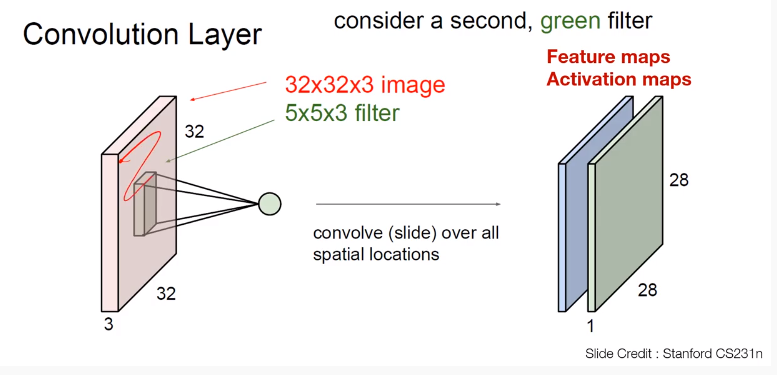 Convolution Layer
consider a second, green filter
Feature maps
Activation maps
32x32x3 image
5x5x3 filter
32
32
3
convolve (slide) over all
spatial locations
28
28
1
Slide Credit : Stanford CS231n